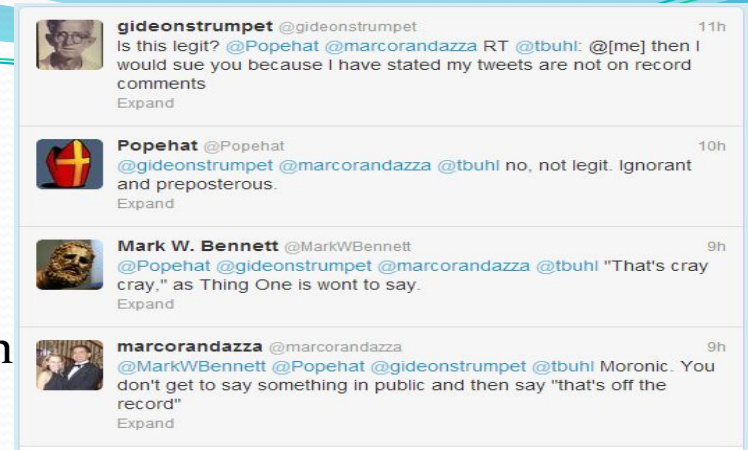 gideonstrumpet @gideonstrumpet 11h
Is this legit? @Popehat @marcorandazza RT @tbuhl: @[me] then I
would sue you because I have stated my tweets are not on record
comments
Expand
Popehat @Popehat 10h
@gideonstrumpet @marcorandazza @tbuhl no, not legit. Ignorant
and preposterous.
Expand
Mark W. Bennett @MarkWBennett 9h
@Popehat @gideonstrumpet @marcorandazza @tbuhl "That's cray
cray," as Thing One is wont to say.
Expand
n
marcorandazza @marcorandazza 9h
@MarkWBennett @Popehat @gideonstrumpet @tbuhl Moronic. You
don't get to say something in public and then say "that's off the
record"
Expand